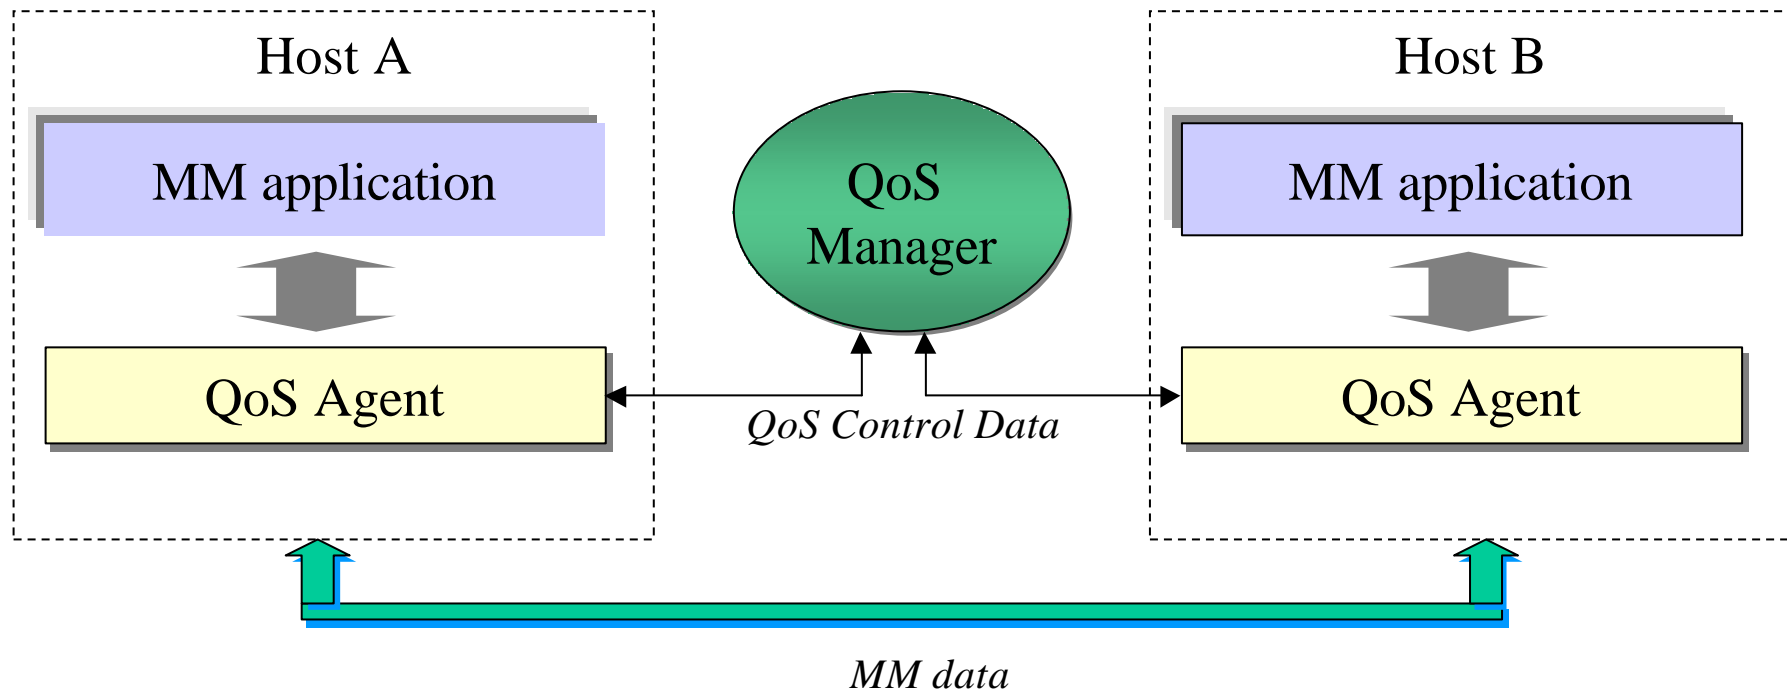 Host A
MM application
QoS Agent
QoS
Manager
QoS Control Data
Host B
MM application
QoS Agent
MM data